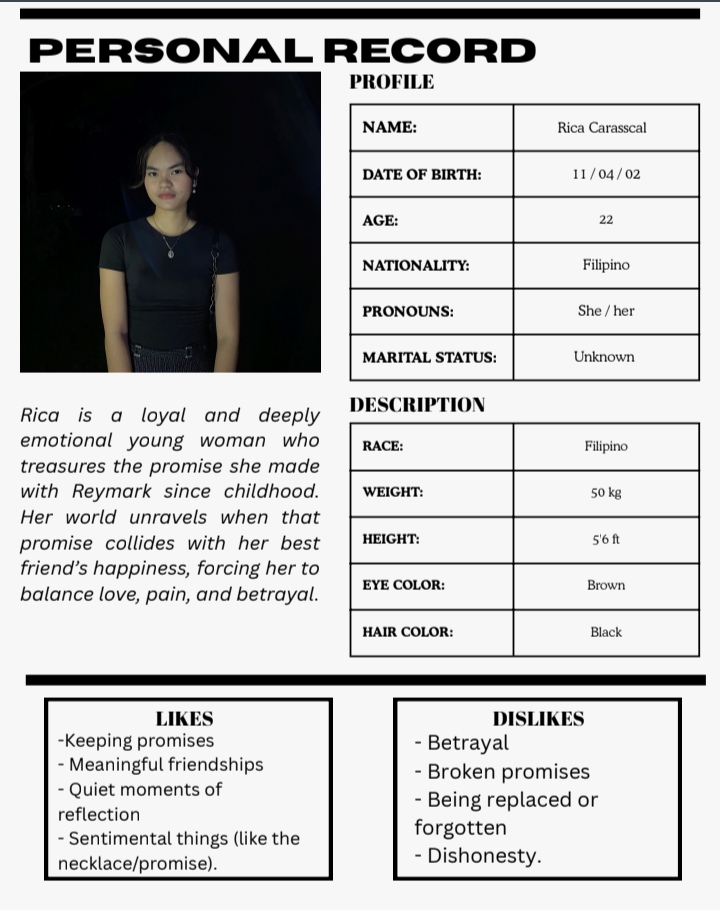 PERSONAL RECORD
PROFILE
NAME: Rica Carasscal
DATE OF BIRTH: 11 / 04 / 02
AGE: 22
NATIONALITY: Filipino
PRONOUNS: She / her
MARITAL STATUS: Unknown
Rica is a loyal and deeply
emotional young woman who
treasures the promise she made
with Reymark since childhood.
Her world unravels when that
promise collides with her best
friend's happiness, forcing her to
balance love, pain, and betrayal.
DESCRIPTION
RACE: Filipino
WEIGHT: 50 kg
HEIGHT: 5'6 ft
EYE COLOR: Brown
HAIR COLOR: Black
LIKES
-Keeping promises
- Meaningful friendships
- Quiet moments of
reflection
- Sentimental things (like the
necklace/promise).
DISLIKES
- Betrayal
- Broken promises
- Being replaced or
forgotten
- Dishonesty.